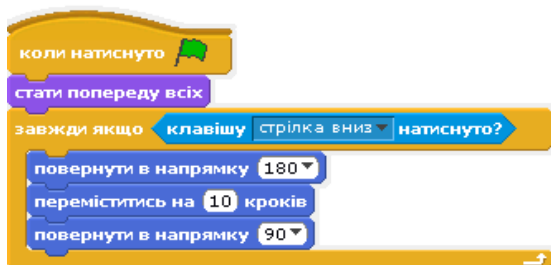 коли натиснуто
стати попереду всіх
завжди якщо клавішу стрілка вниз натиснуто?
повернути в напрямку 180
переміститись на 10 кроків
повернути в напрямку 90